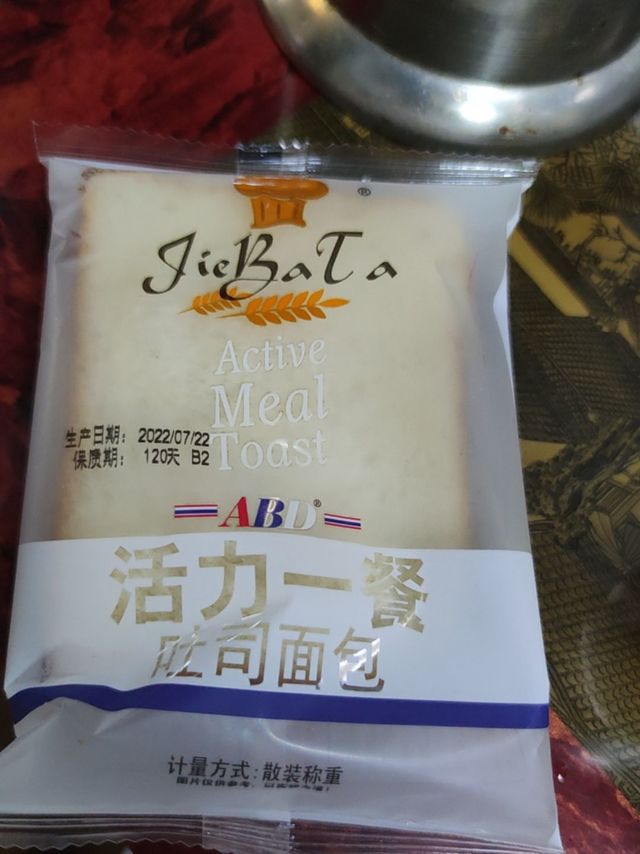 ®
JieBaTa
Active
Meal
Toast
生产日期: 2022/07/22
保质期: 120天 B2
ABD®
活力一餐
吐司面包
计量方式:散装称重